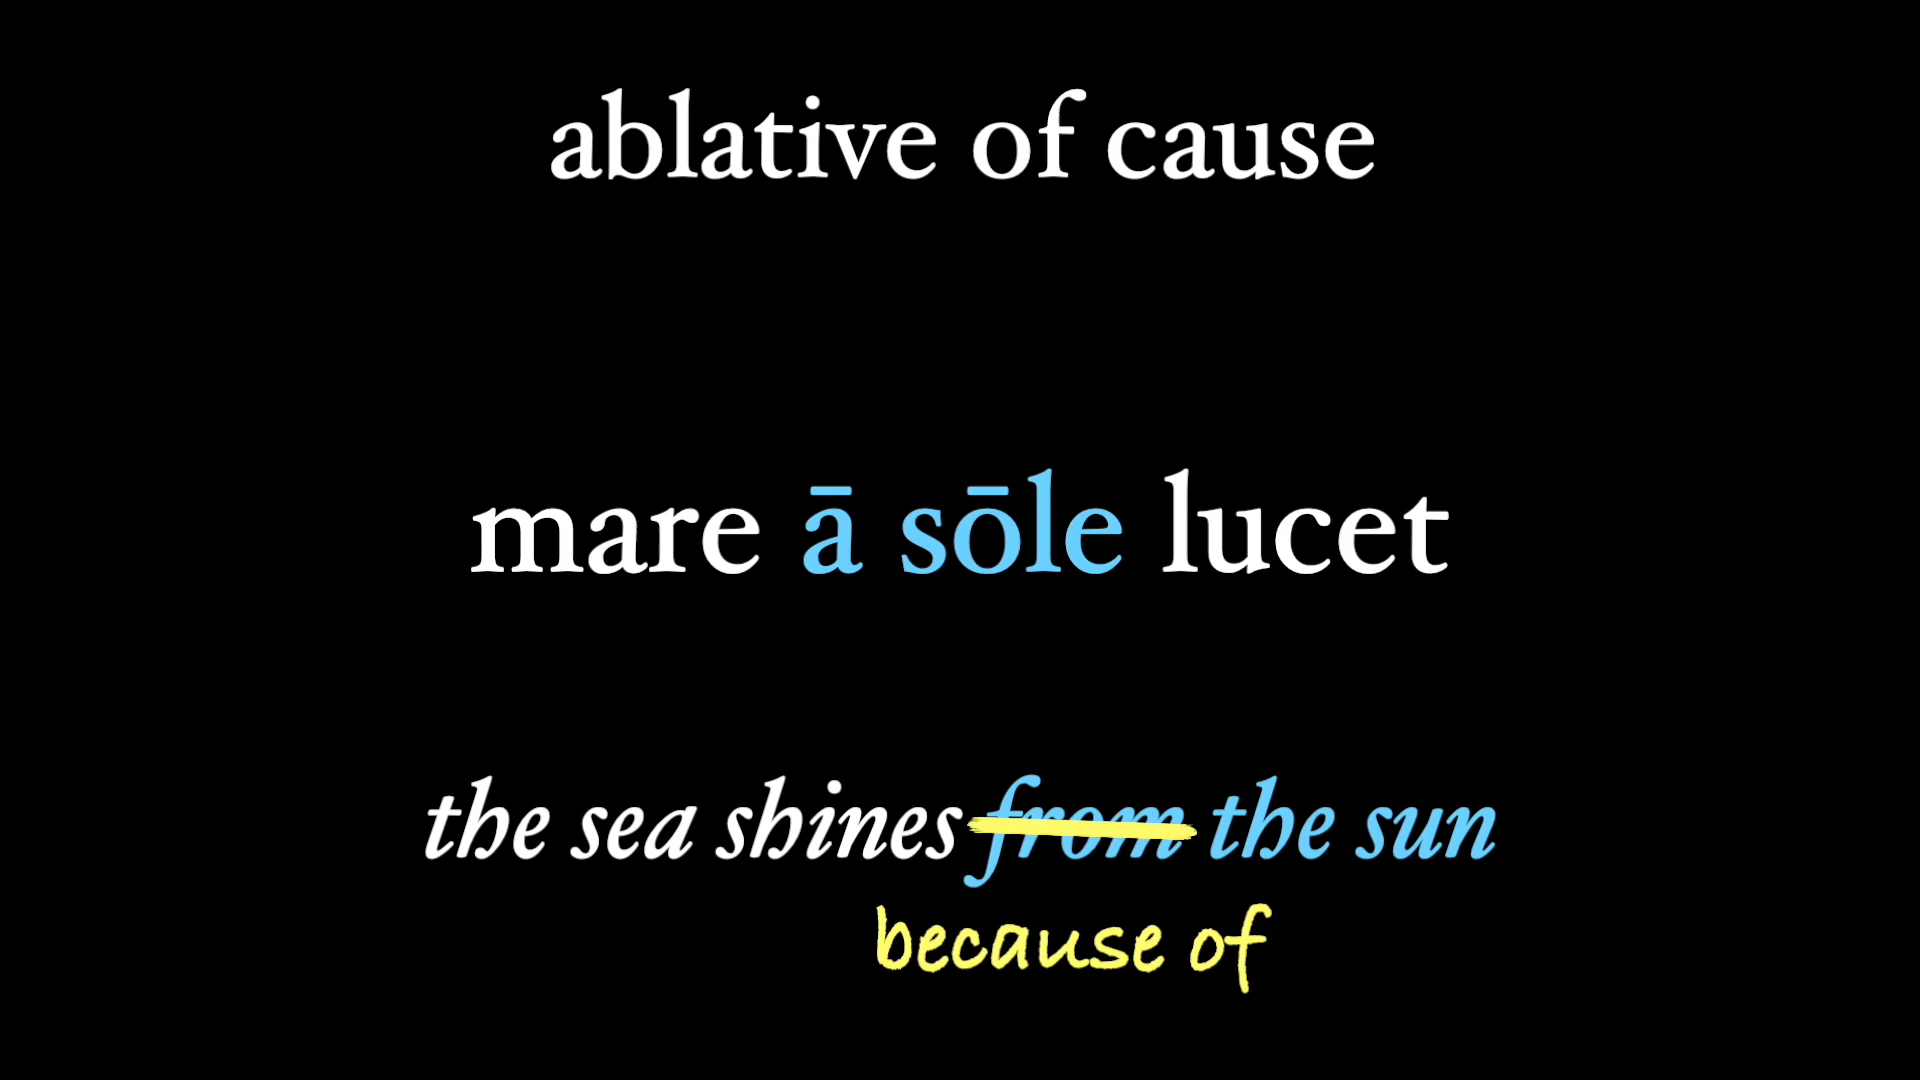 ablative of cause
mare ā sōle lucet
the sea shines from the sun
because of